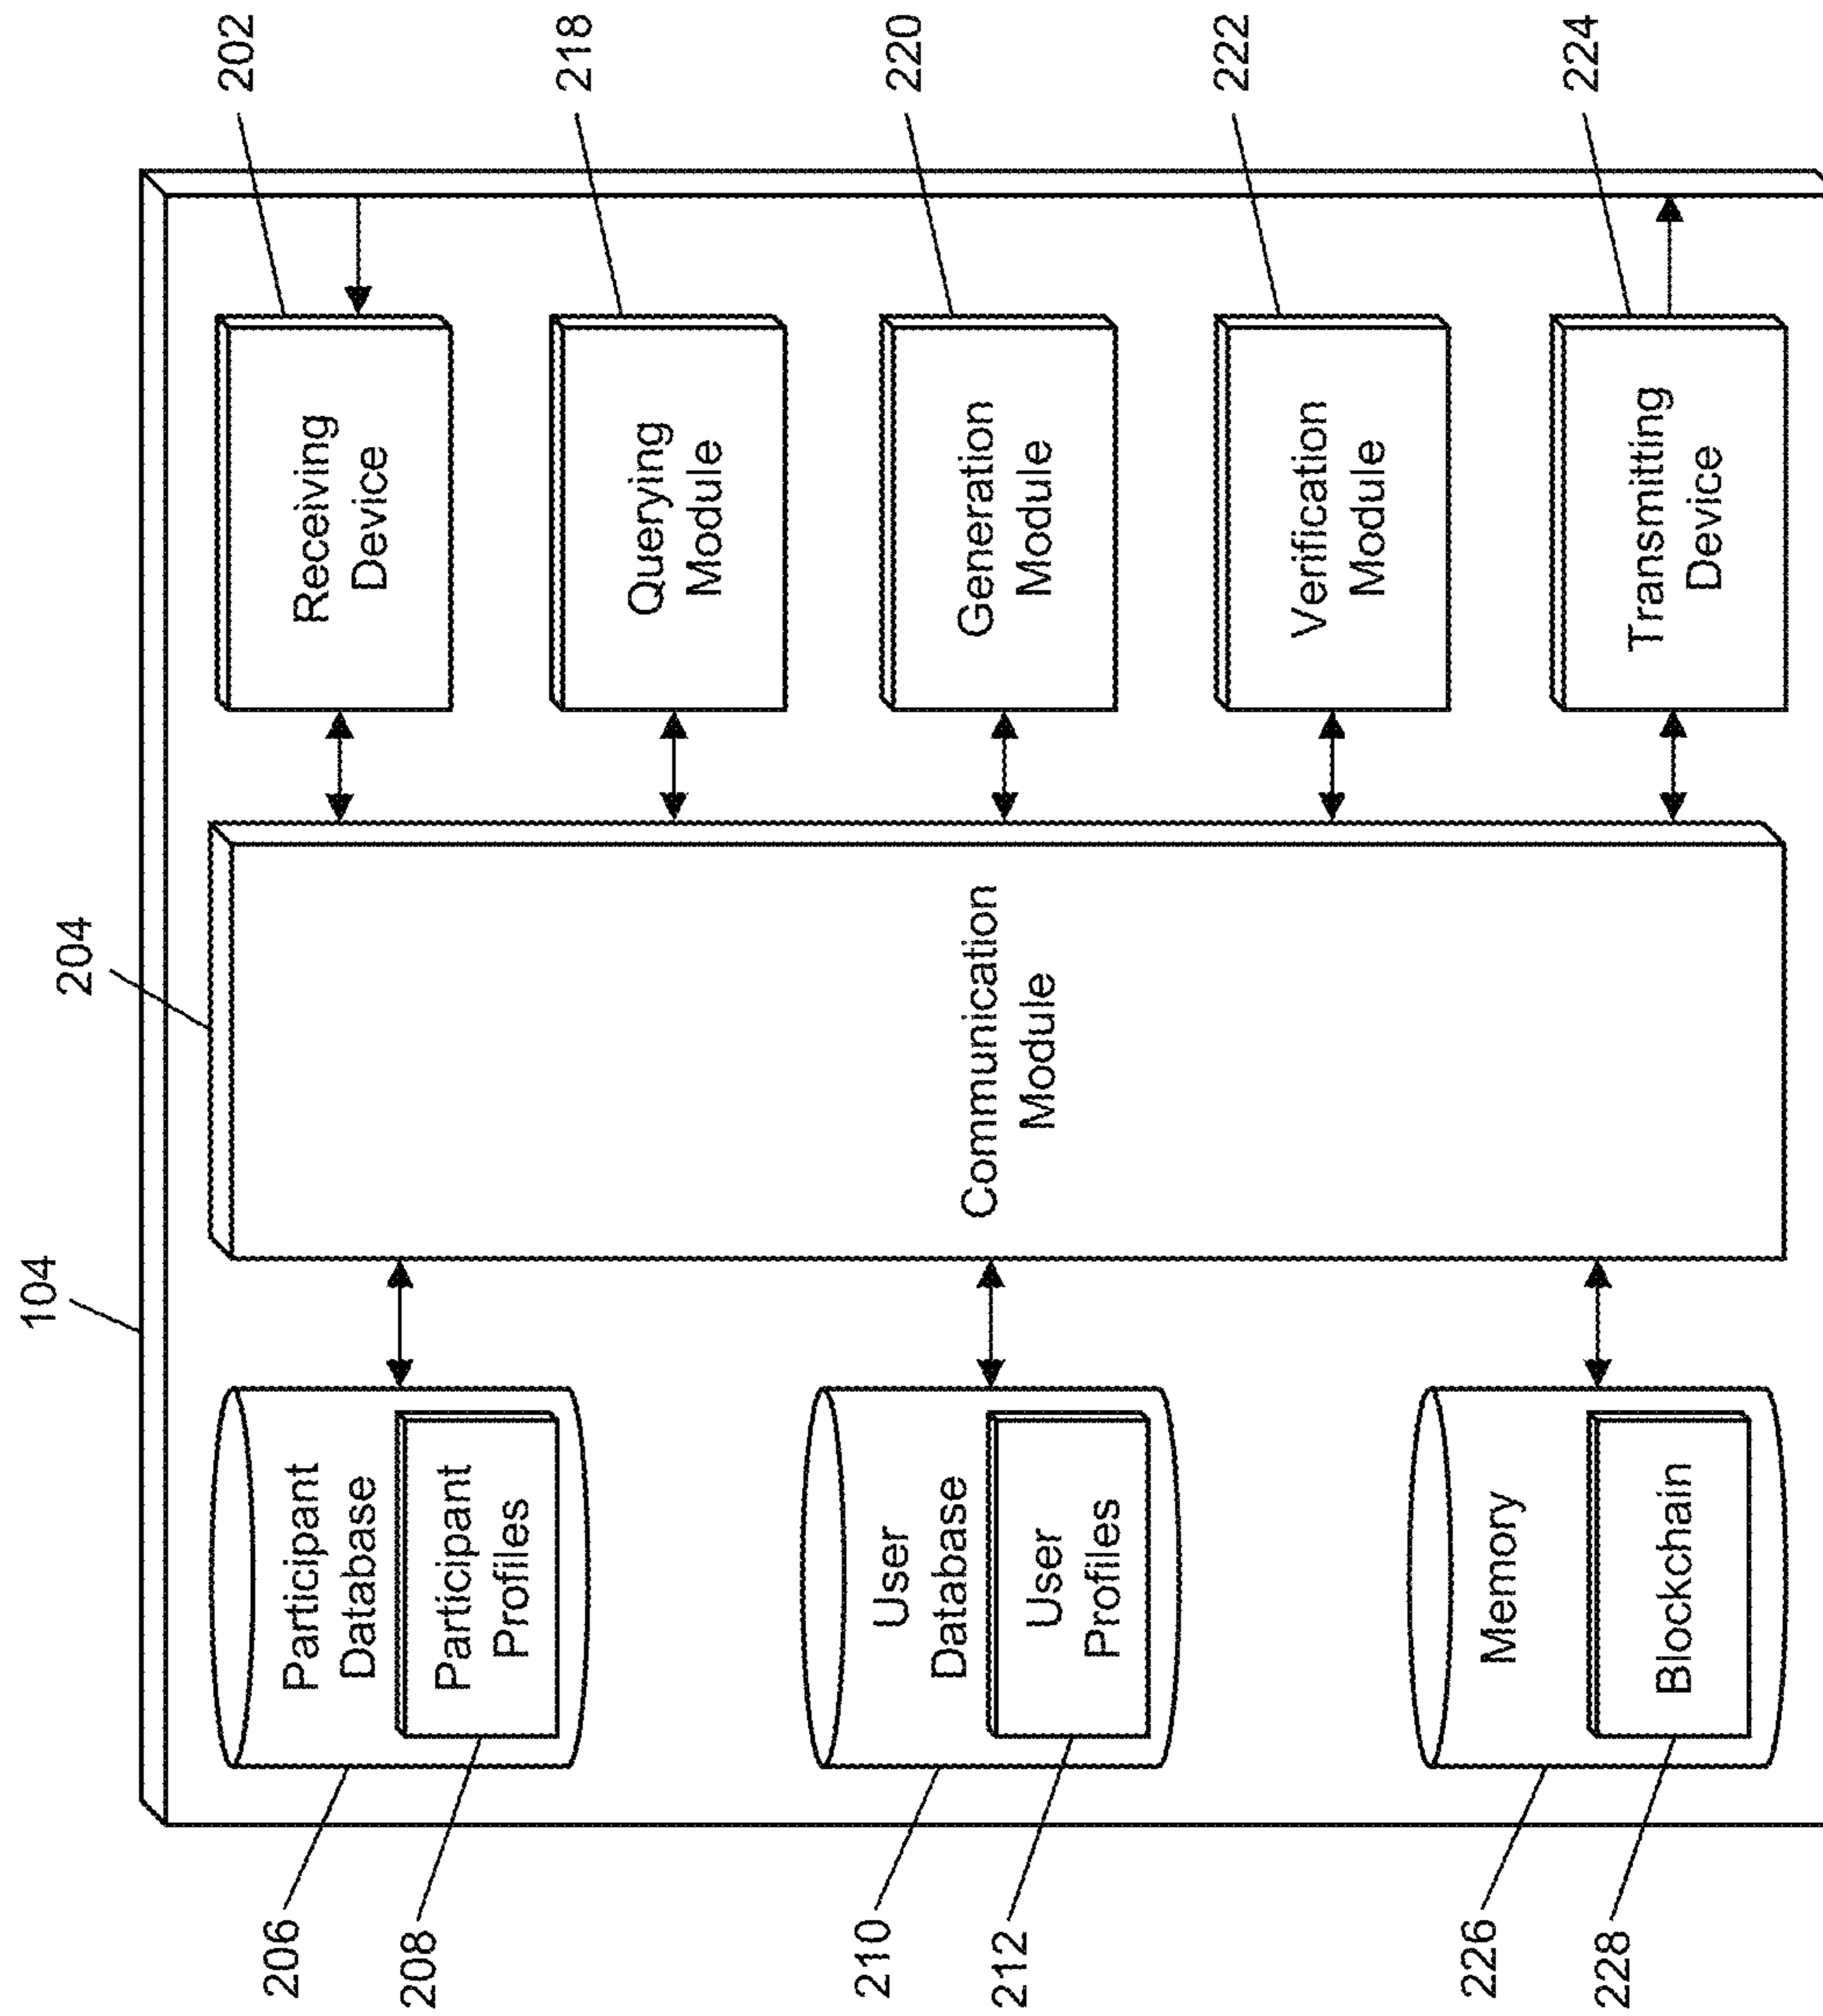 104
204
206
Participant
Database
208
Participant
Profiles
210
User
Database
212
User
Profiles
226
Memory
228
Blockchain
Communication
Module
Receiving
Device
202
Querying
Module
218
Generation
Module
220
Verification
Module
222
Transmitting
Device
224